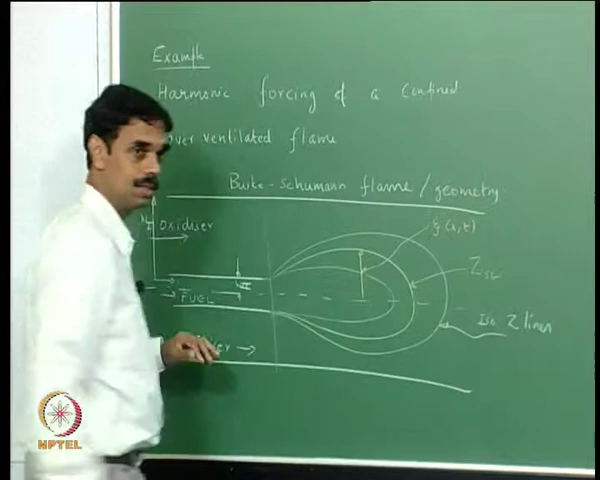 Example
Harmonic forcing of a confined
over ventilated flame
Burke-Schumann flame / geometry
Oxidiser
ξ(x,t)
Zst
FUEL
Iso Z lines
NPTEL